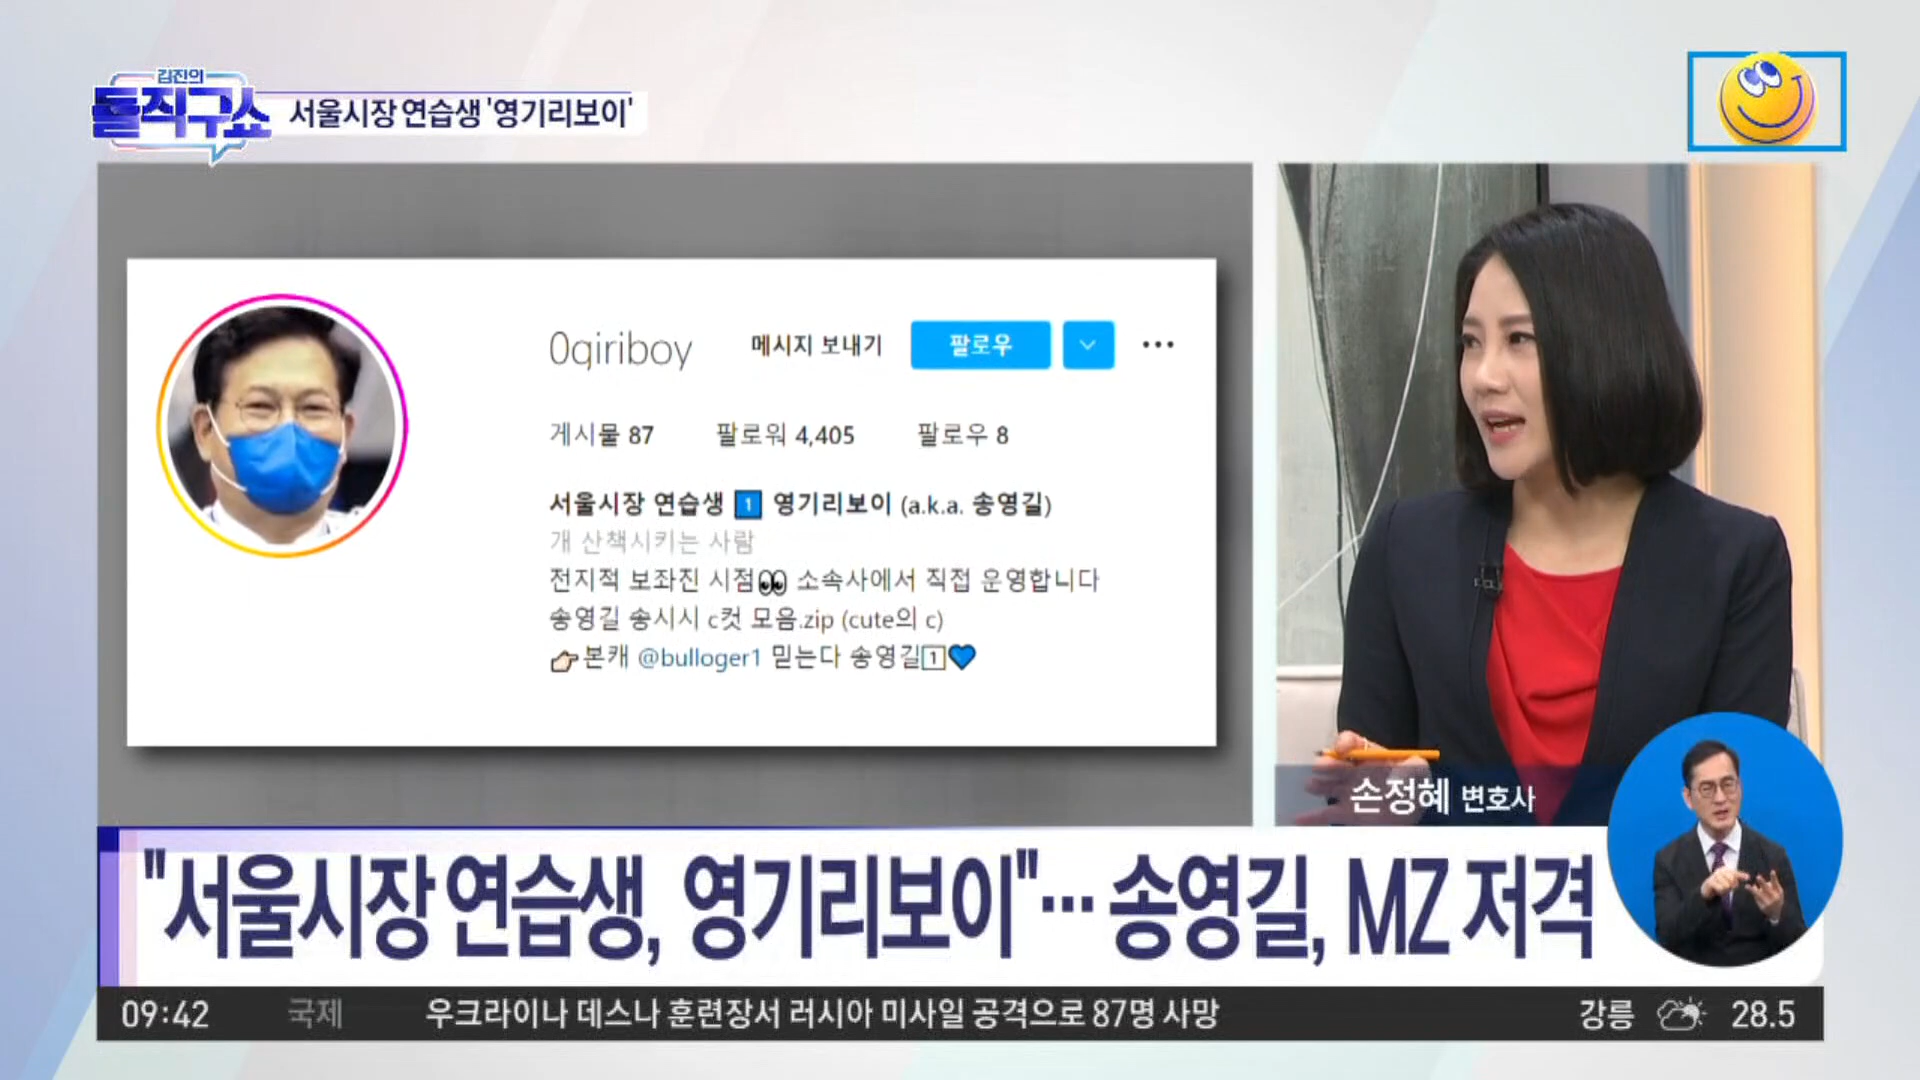 김진의
돌직구쇼
서울시장 연습생 '영기리보이'
0giriboy 메시지 보내기 팔로우
게시물 87 팔로워 4,405 팔로우 8
서울시장 연습생 1️⃣ 영기리보이 (a.k.a. 송영길)
개 산책시키는 사람
전지적 보좌진 시점👀 소속사에서 직접 운영합니다
송영길 송시시 c컷 모음.zip (cute의 c)
👉본캐 @bulloger1 믿는다 송영길1️⃣💙
손정혜 변호사
"서울시장 연습생, 영기리보이"… 송영길, MZ 저격
09:42 국제 우크라이나 데스나 훈련장서 러시아 미사일 공격으로 87명 사망 강릉 28.5